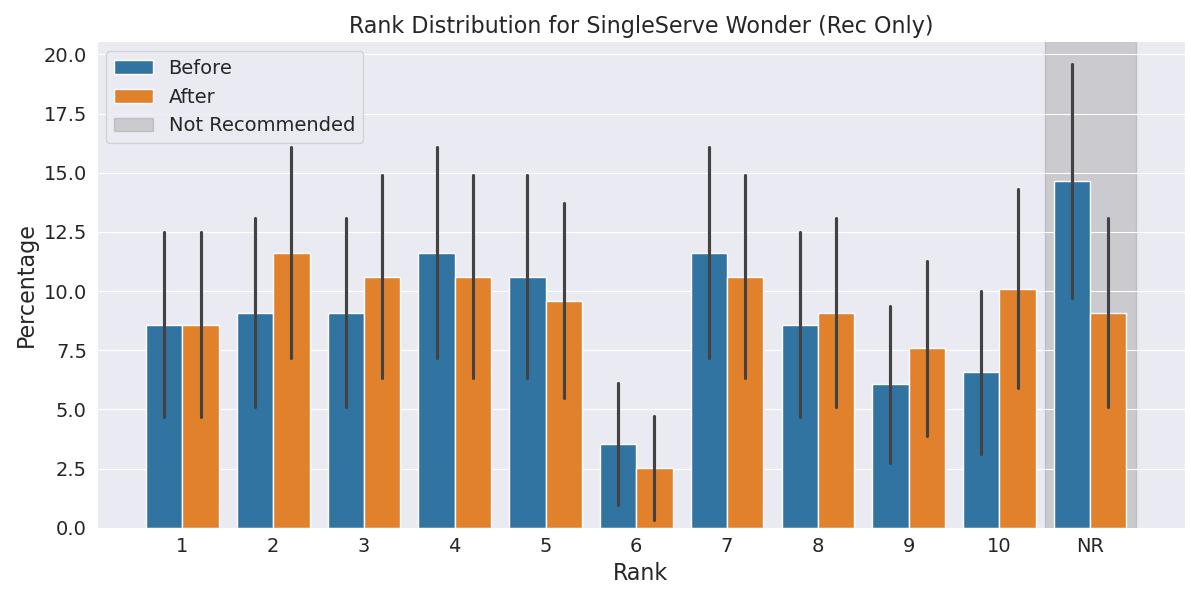 Rank Distribution for SingleServe Wonder (Rec Only)
Before
After
Not Recommended
Percentage
20.0
17.5
15.0
12.5
10.0
7.5
5.0
2.5
0.0
1 2 3 4 5 6 7 8 9 10 NR
Rank